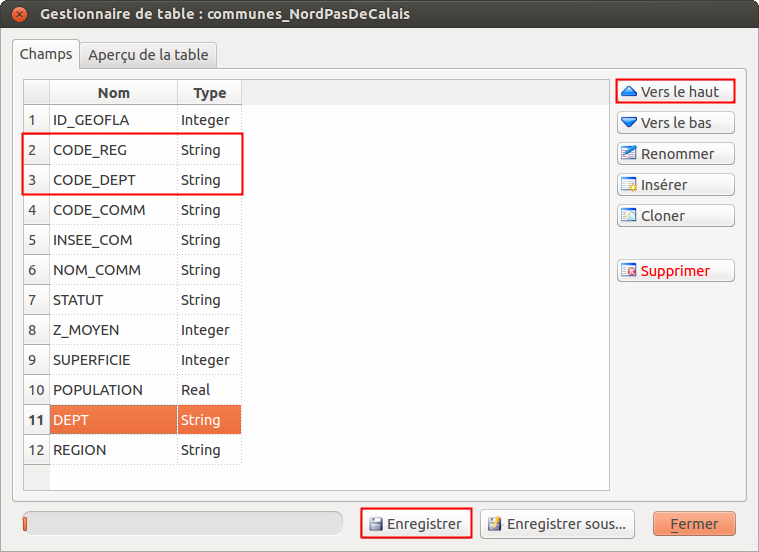 Gestionnaire de table : communes_NordPasDeCalais
Champs Aperçu de la table
Nom Type
1 ID_GEOFLA Integer
2 CODE_REG String
3 CODE_DEPT String
4 CODE_COMM String
5 INSEE_COM String
6 NOM_COMM String
7 STATUT String
8 Z_MOYEN Integer
9 SUPERFICIE Integer
10 POPULATION Real
11 DEPT String
12 REGION String
Vers le haut
Vers le bas
Renommer
Insérer
Cloner
Supprimer
Enregistrer Enregistrer sous... Fermer